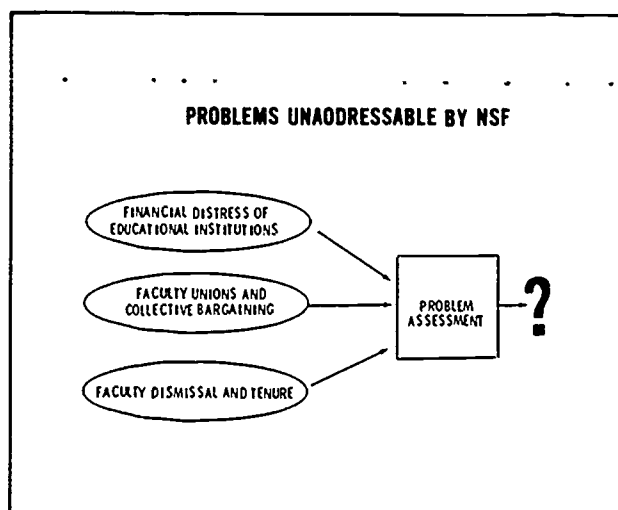 PROBLEMS UNAODRESSABLE BY NSF
FINANCIAL DISTRESS OF
EDUCATIONAL INSTITUTIONS
FACULTY UNIONS AND
COLLECTIVE BARGAINING
FACULTY DISMISSAL AND TENURE
PROBLEM
ASSESSMENT
?